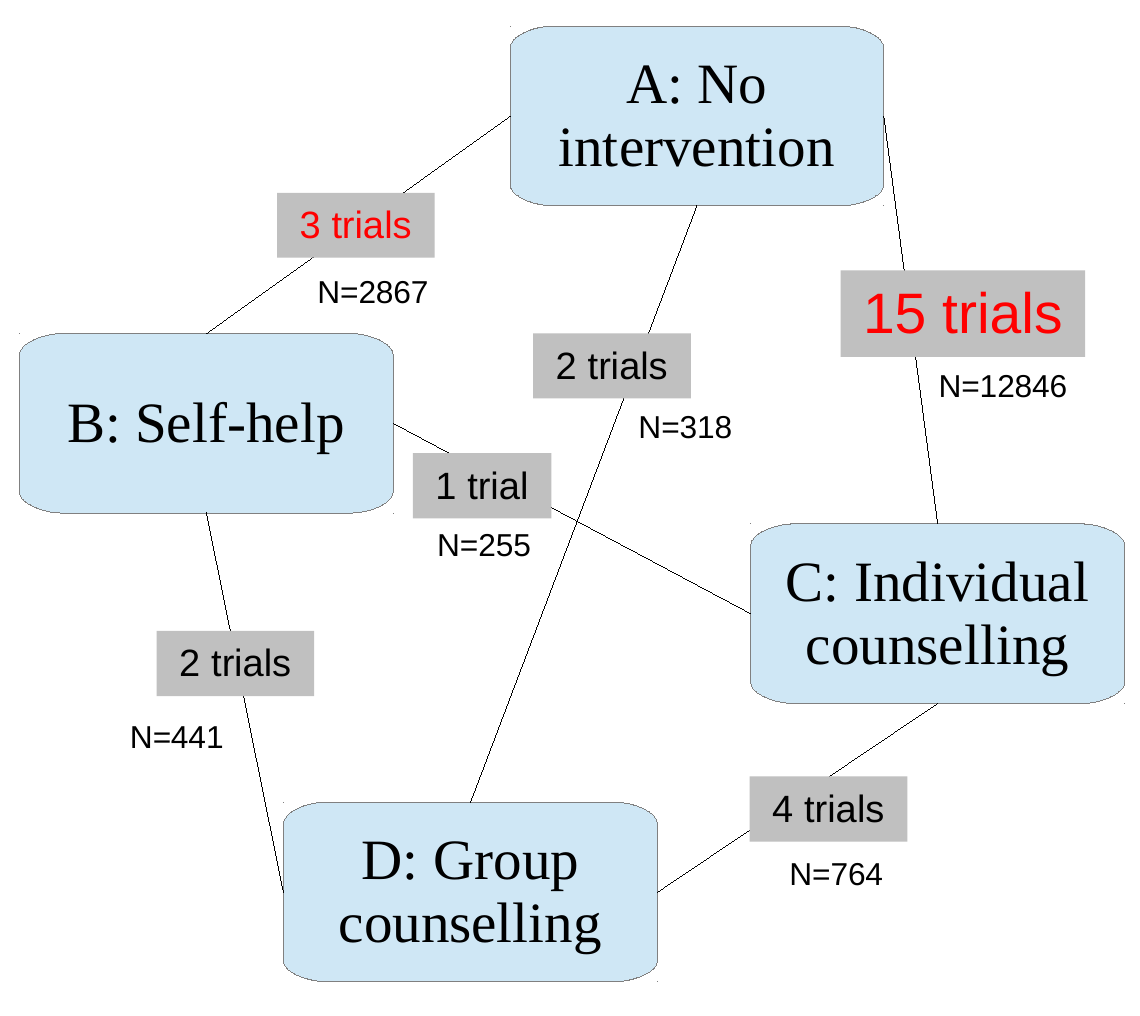 A: No
intervention
3 trials
N=2867
15 trials
N=12846
2 trials
N=318
B: Self-help
1 trial
N=255
C: Individual
counselling
2 trials
N=441
4 trials
N=764
D: Group
counselling